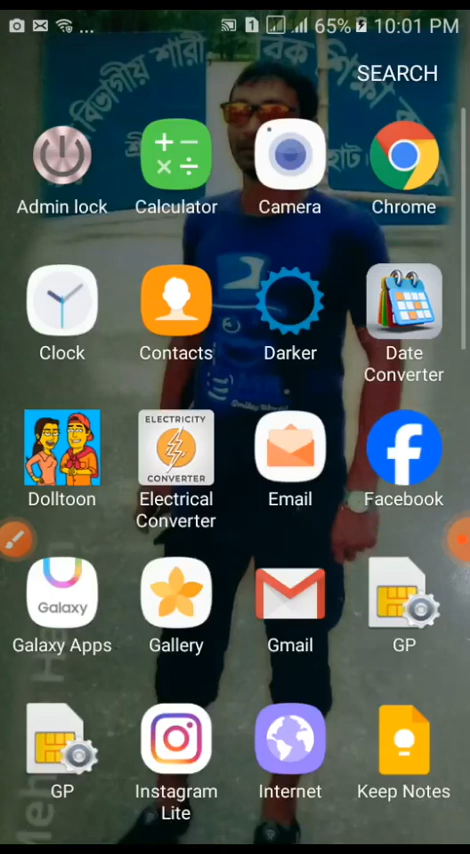 ... 1 65% 10:01 PM
বিভাগীয় শারী
SEARCH
Admin lock Calculator Camera Chrome
Clock Contacts Darker Date Converter
ELECTRICITY
CONVERTER
Dolltoon Electrical Converter Email Facebook
Galaxy
Galaxy Apps Gallery Gmail GP
GP Instagram Lite Internet Keep Notes